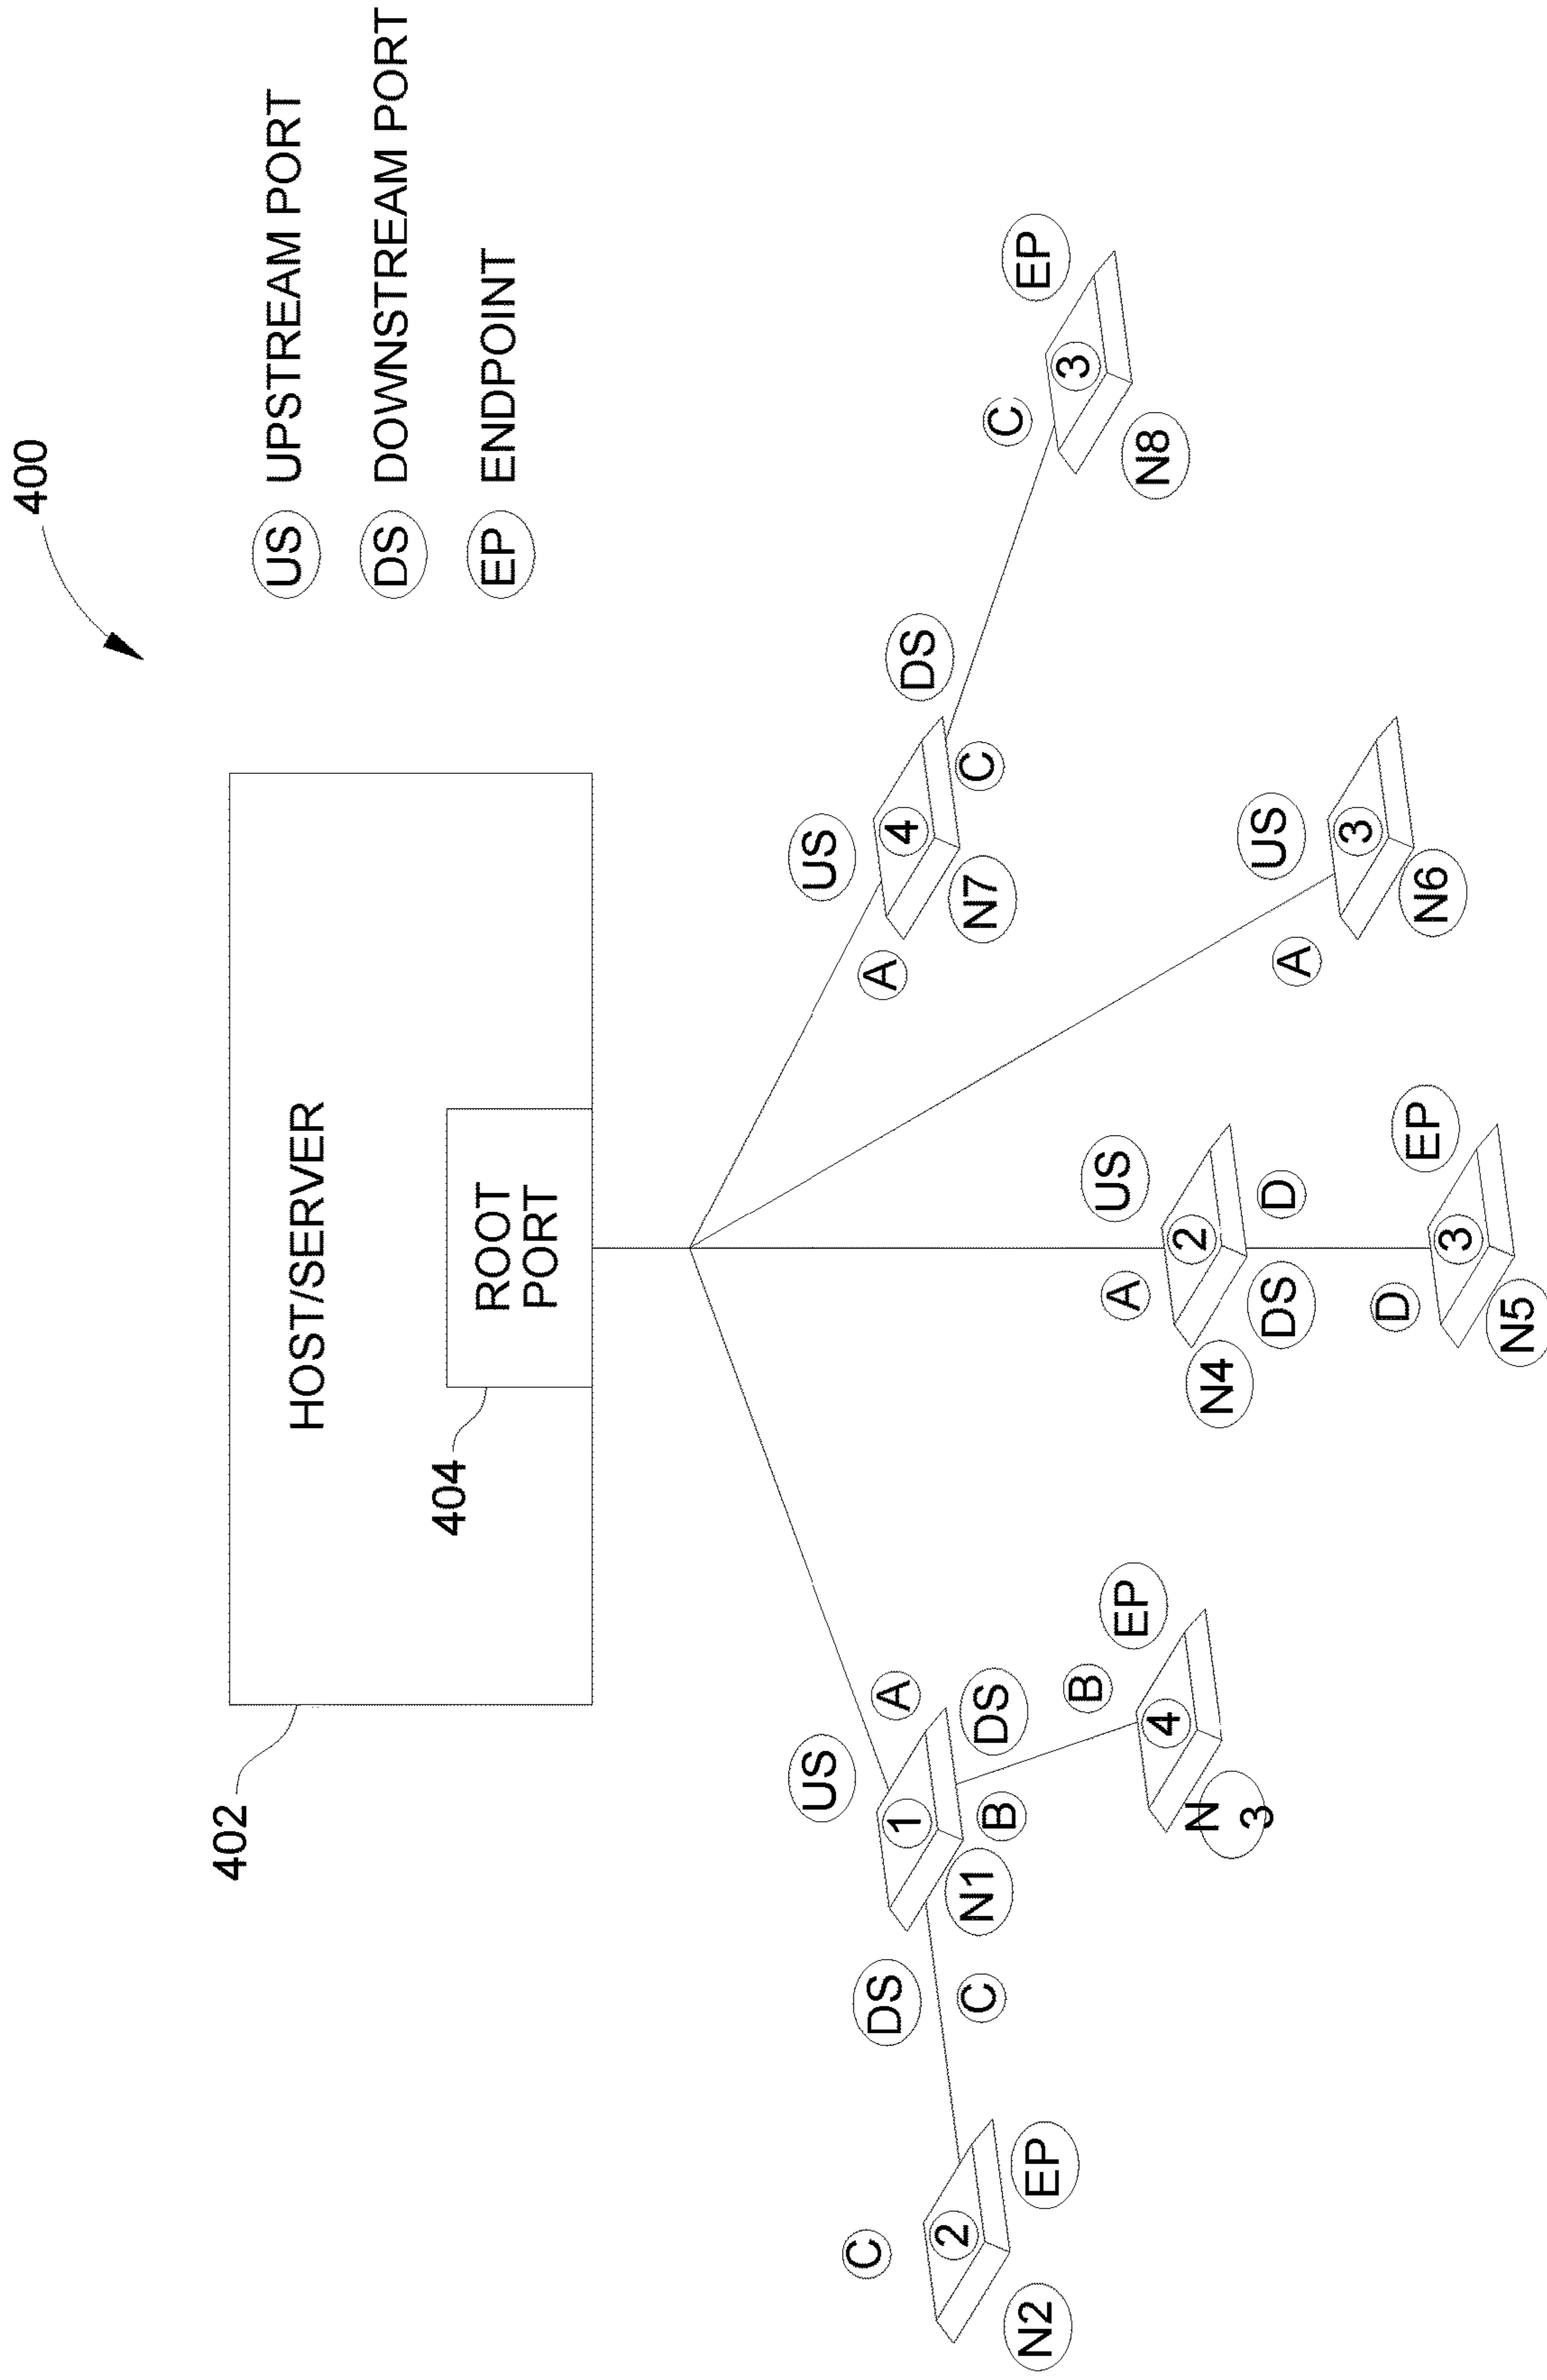 400
US UPSTREAM PORT
DS DOWNSTREAM PORT
EP ENDPOINT
402
HOST/SERVER
404
ROOT
PORT
US
A
1
DS
DS
N1
B
C
C
2
EP
N2
B
EP
4
N
3
US
A
2
N4
D
DS
D
EP
3
N5
US
A
3
N6
US
A
4
DS
N7
C
C
EP
3
N8